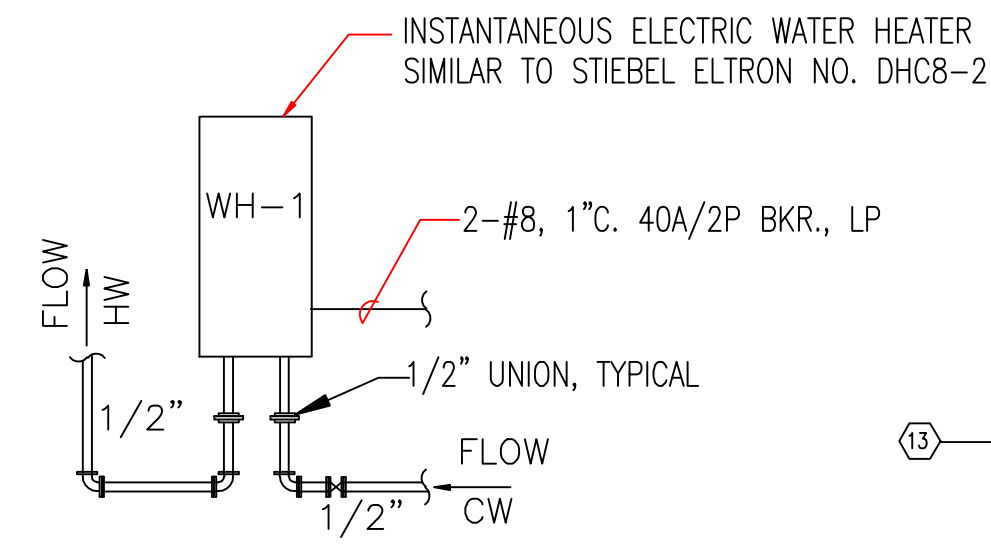 INSTANTANEOUS ELECTRIC WATER HEATER
SIMILAR TO STIEBEL ELTRON NO. DHC8-2
WH-1
2-#8, 1"C. 40A/2P BKR., LP
FLOW
HW
1/2" UNION, TYPICAL
1/2"
13
FLOW
CW
1/2"